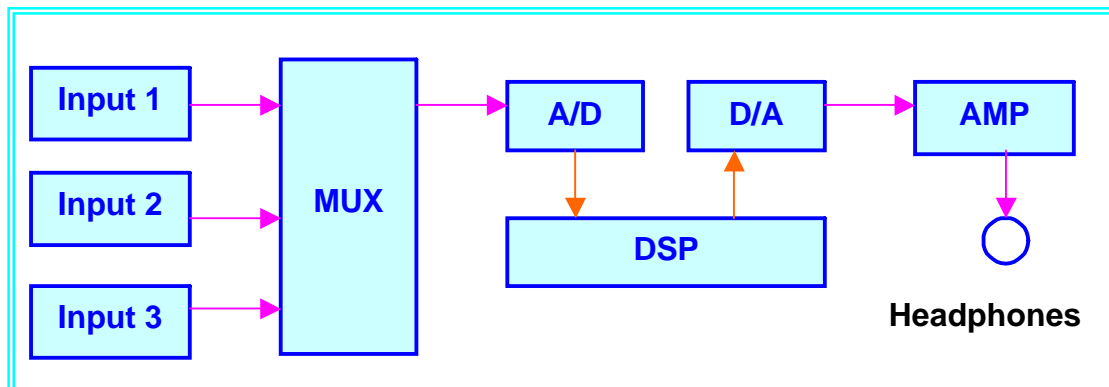 Input 1
Input 2
Input 3
MUX
A/D
D/A
AMP
DSP
Headphones